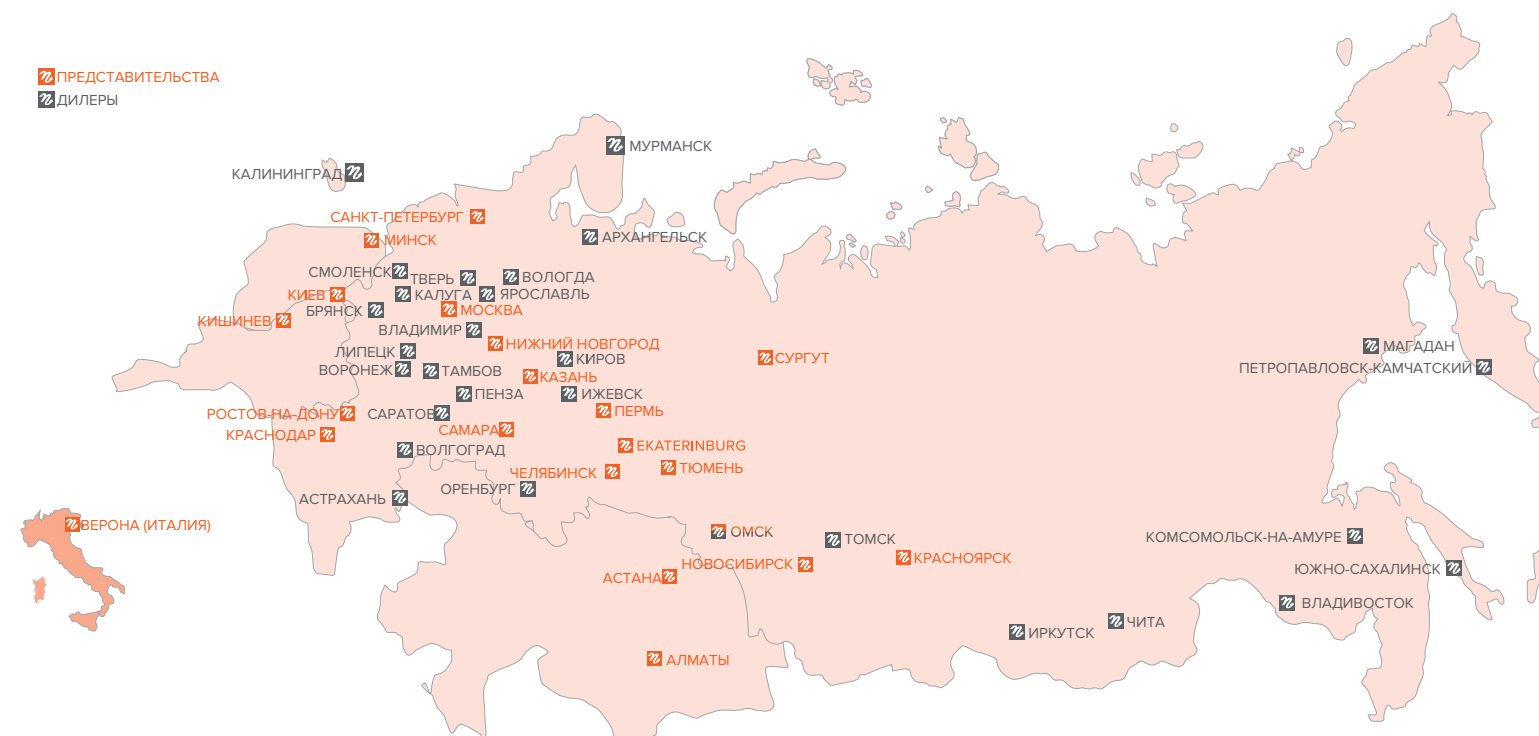 ПРЕДСТАВИТЕЛЬСТВА
ДИЛЕРЫ
МУРМАНСК
КАЛИНИНГРАД
САНКТ-ПЕТЕРБУРГ
МИНСК
АРХАНГЕЛЬСК
СМОЛЕНСК
ТВЕРЬ
ВОЛОГДА
КИЕВ
КАЛУГА
ЯРОСЛАВЛЬ
БРЯНСК
МОСКВА
КИШИНЕВ
ВЛАДИМИР
НИЖНИЙ НОВГОРОД
ЛИПЕЦК
КИРОВ
СУРГУТ
МАГАДАН
ВОРОНЕЖ
ТАМБОВ
КАЗАНЬ
ПЕТРОПАВЛОВСК-КАМЧАТСКИЙ
ПЕНЗА
ИЖЕВСК
РОСТОВ-НА-ДОНУ
САРАТОВ
ПЕРМЬ
КРАСНОДАР
САМАРА
ВОЛГОГРАД
EKATERINBURG
ЧЕЛЯБИНСК
ТЮМЕНЬ
ОРЕНБУРГ
АСТРАХАНЬ
ВЕРОНА (ИТАЛИЯ)
ОМСК
ТОМСК
КОМСОМОЛЬСК-НА-АМУРЕ
НОВОСИБИРСК
КРАСНОЯРСК
АСТАНА
ЮЖНО-САХАЛИНСК
ВЛАДИВОСТОК
ЧИТА
ИРКУТСК
АЛМАТЫ